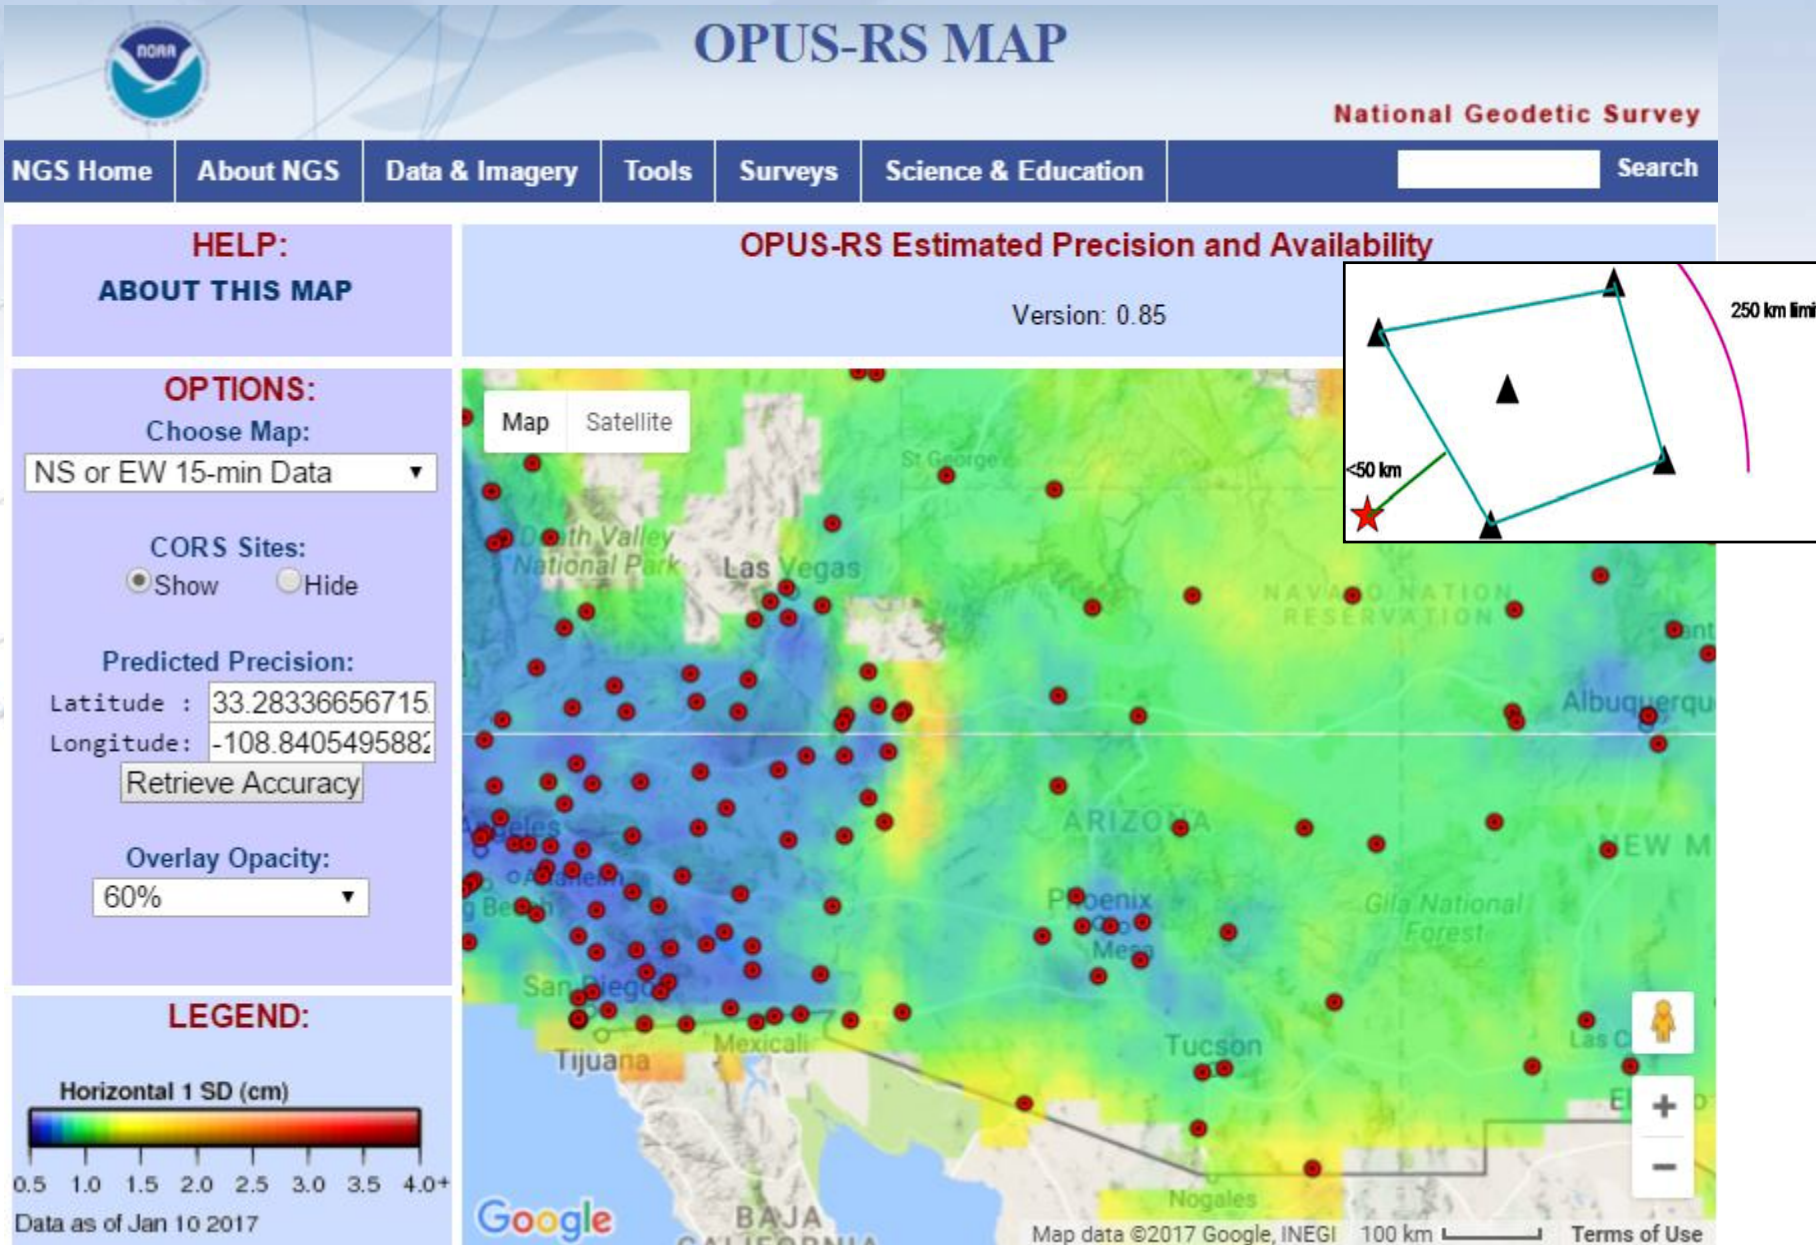 NOAA
OPUS-RS MAP
National Geodetic Survey
NGS Home About NGS Data & Imagery Tools Surveys Science & Education Search
HELP:
ABOUT THIS MAP
OPUS-RS Estimated Precision and Availability
Version: 0.85
250 km limi
<50 km
OPTIONS:
Choose Map:
NS or EW 15-min Data
CORS Sites:
Show Hide
Predicted Precision:
Latitude : 33.28336656715
Longitude: -108.8405495882
Retrieve Accuracy
Overlay Opacity:
60%
LEGEND:
Horizontal 1 SD (cm)
0.5 1.0 1.5 2.0 2.5 3.0 3.5 4.0+
Data as of Jan 10 2017
Map Satellite
St George
Death Valley
National Park
Las Vegas
NAVAJO NATION
RESERVATION
Albuquerqu
ARIZONA
NEW M
Angeles
Anaheim
g Beach
Phoenix
Mesa
Gila National
Forest
San Diego
Tijuana
Mexicali
Tucson
Las C
El
Nogales
BAJA
CALIFORNIA
Google
Map data ©2017 Google, INEGI 100 km Terms of Use